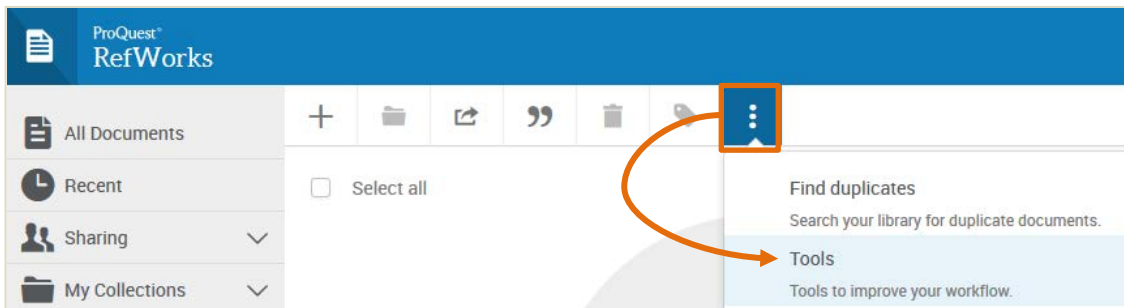 ProQuest®
RefWorks
All Documents
Recent
Sharing
My Collections
Select all
Find duplicates
Search your library for duplicate documents.
Tools
Tools to improve your workflow.